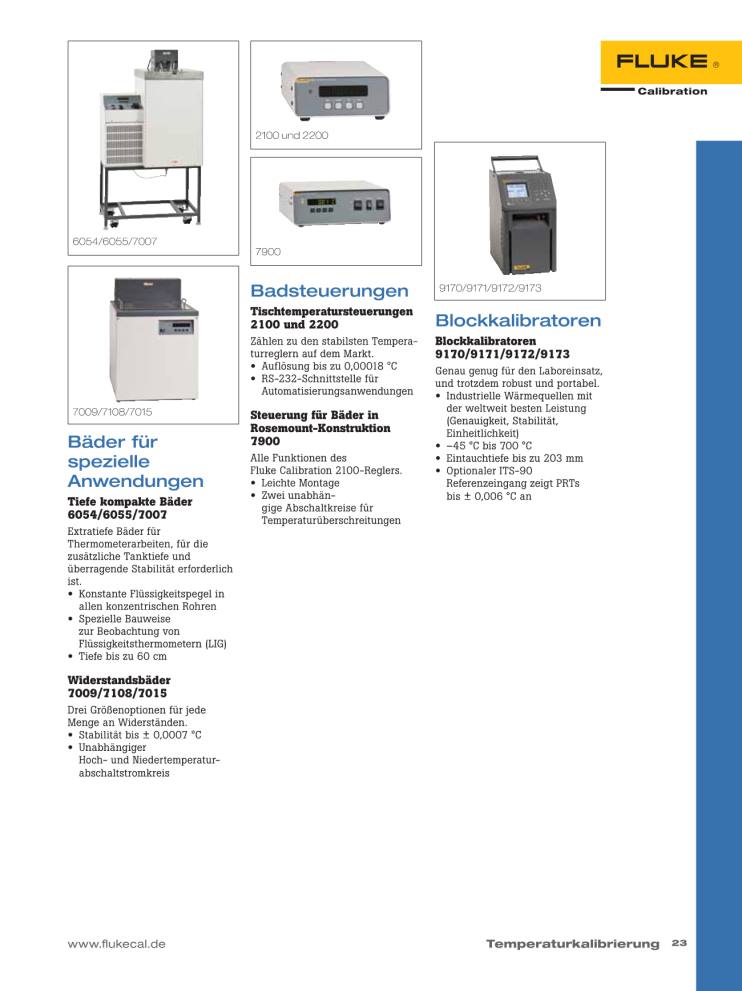 6054/6055/7007
7009/7108/7015
Bäder für
spezielle
Anwendungen
Tiefe kompakte Bäder
6054/6055/7007
Extratiefe Bäder für
Thermometerarbeiten, für die
zusätzliche Tanktiefe und
überragende Stabilität erforderlich
ist.
• Konstante Flüssigkeitspegel in
allen konzentrischen Rohren
• Spezielle Bauweise
zur Beobachtung von
Flüssigkeitsthermometern (LIG)
• Tiefe bis zu 60 cm
Widerstandsbäder
7009/7108/7015
Drei Größenoptionen für jede
Menge an Widerständen.
• Stabilität bis ± 0,0007 °C
• Unabhängiger
Hoch- und Niedertemperatur-
abschaltstromkreis
2100 und 2200
7900
Badsteuerungen
Tischtemperatursteuerungen
2100 und 2200
Zählen zu den stabilsten Tempera-
turreglern auf dem Markt.
• Auflösung bis zu 0,00018 °C
• RS-232-Schnittstelle für
Automatisierungsanwendungen
Steuerung für Bäder in
Rosemount-Konstruktion
7900
Alle Funktionen des
Fluke Calibration 2100-Reglers.
• Leichte Montage
• Zwei unabhän-
gige Abschaltkreise für
Temperaturüberschreitungen
FLUKE ®
Calibration
FLUKE
9170/9171/9172/9173
Blockkalibratoren
Blockkalibratoren
9170/9171/9172/9173
Genau genug für den Laboreinsatz,
und trotzdem robust und portabel.
• Industrielle Wärmequellen mit
der weltweit besten Leistung
(Genauigkeit, Stabilität,
Einheitlichkeit)
• –45 °C bis 700 °C
• Eintauchtiefe bis zu 203 mm
• Optionaler ITS-90
Referenzeingang zeigt PRTs
bis ± 0,006 °C an
www.flukecal.de
Temperaturkalibrierung 23